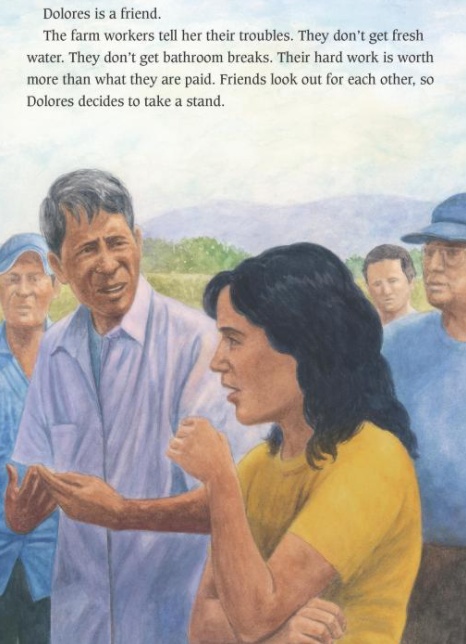 Dolores is a friend.
The farm workers tell her their troubles. They don’t get fresh
water. They don’t get bathroom breaks. Their hard work is worth
more than what they are paid. Friends look out for each other, so
Dolores decides to take a stand.